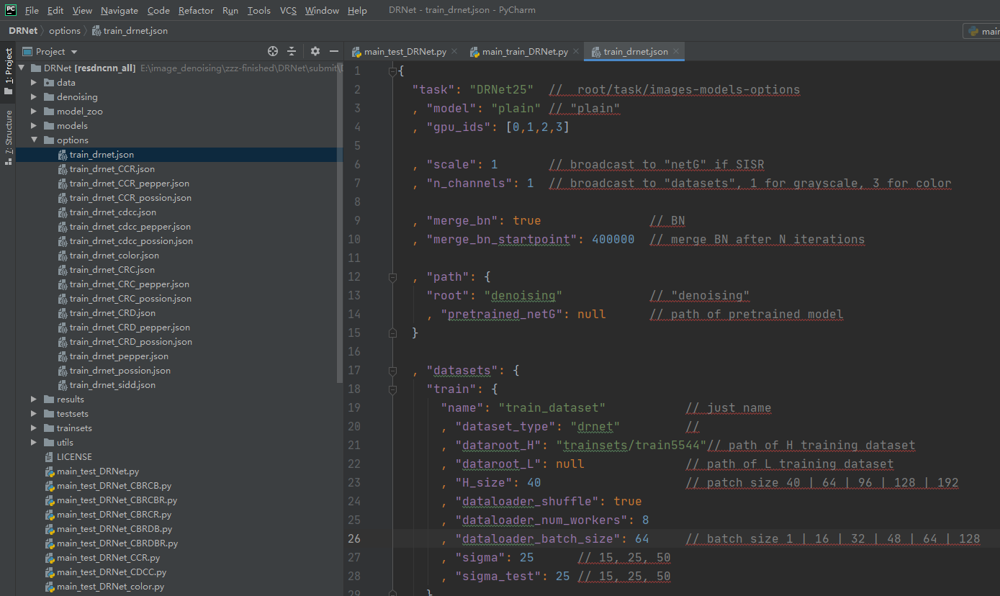 PC File Edit View Navigate Code Refactor Run Tools VCS Window Help DRNet - train_drnet.json - PyCharm
DRNet options train_drnet.json main
1: Project
7: Structure
Project
DRNet [resdncnn_all] E:\image_denoising\zzz-finished\DRNet\submit\
data
denoising
model_zoo
models
options
train_drnet.json
train_drnet_CCR.json
train_drnet_CCR_pepper.json
train_drnet_CCR_possion.json
train_drnet_cdcc.json
train_drnet_cdcc_pepper.json
train_drnet_cdcc_possion.json
train_drnet_color.json
train_drnet_CRC.json
train_drnet_CRC_pepper.json
train_drnet_CRC_possion.json
train_drnet_CRD.json
train_drnet_CRD_pepper.json
train_drnet_CRD_possion.json
train_drnet_pepper.json
train_drnet_possion.json
train_drnet_sidd.json
results
testsets
trainsets
utils
LICENSE
main_test_DRNet.py
main_test_DRNet_CBRCB.py
main_test_DRNet_CBRCBR.py
main_test_DRNet_CBRCR.py
main_test_DRNet_CBRDB.py
main_test_DRNet_CBRDBR.py
main_test_DRNet_CCR.py
main_test_DRNet_CDCC.py
main_test_DRNet_color.py
main_test_DRNet.py main_train_DRNet.py train_drnet.json
1 {
2 "task": "DRNet25" // root/task/images-models-options
3 , "model": "plain" // "plain"
4 , "gpu_ids": [0,1,2,3]
5
6 , "scale": 1 // broadcast to "netG" if SISR
7 , "n_channels": 1 // broadcast to "datasets", 1 for grayscale, 3 for color
8
9 , "merge_bn": true // BN
10 , "merge_bn_startpoint": 400000 // merge BN after N iterations
11
12 , "path": {
13 "root": "denoising" // "denoising"
14 , "pretrained_netG": null // path of pretrained model
15 }
16
17 , "datasets": {
18 "train": {
19 "name": "train_dataset" // just name
20 , "dataset_type": "drnet" //
21 , "dataroot_H": "trainsets/train5544"// path of H training dataset
22 , "dataroot_L": null // path of L training dataset
23 , "H_size": 40 // patch size 40 | 64 | 96 | 128 | 192
24 , "dataloader_shuffle": true
25 , "dataloader_num_workers": 8
26 , "dataloader_batch_size": 64 // batch size 1 | 16 | 32 | 48 | 64 | 128
27 , "sigma": 25 // 15, 25, 50
28 , "sigma_test": 25 // 15, 25, 50
29 }